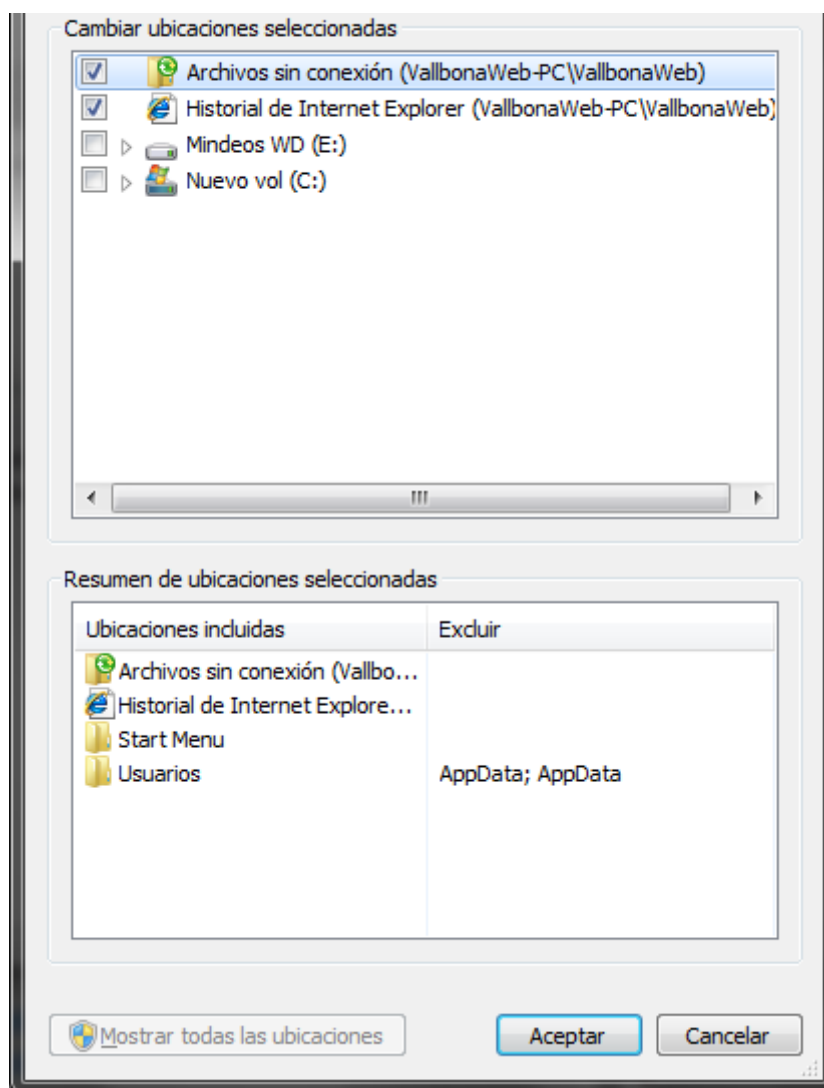 Cambiar ubicaciones seleccionadas
Archivos sin conexión (VallbonaWeb-PC\VallbonaWeb)
Historial de Internet Explorer (VallbonaWeb-PC\VallbonaWeb)
Mindeos WD (E:)
Nuevo vol (C:)
Resumen de ubicaciones seleccionadas
Ubicaciones incluidas Excluir
Archivos sin conexión (Vallbo...
Historial de Internet Explore...
Start Menu
Usuarios AppData; AppData
Mostrar todas las ubicaciones Aceptar Cancelar